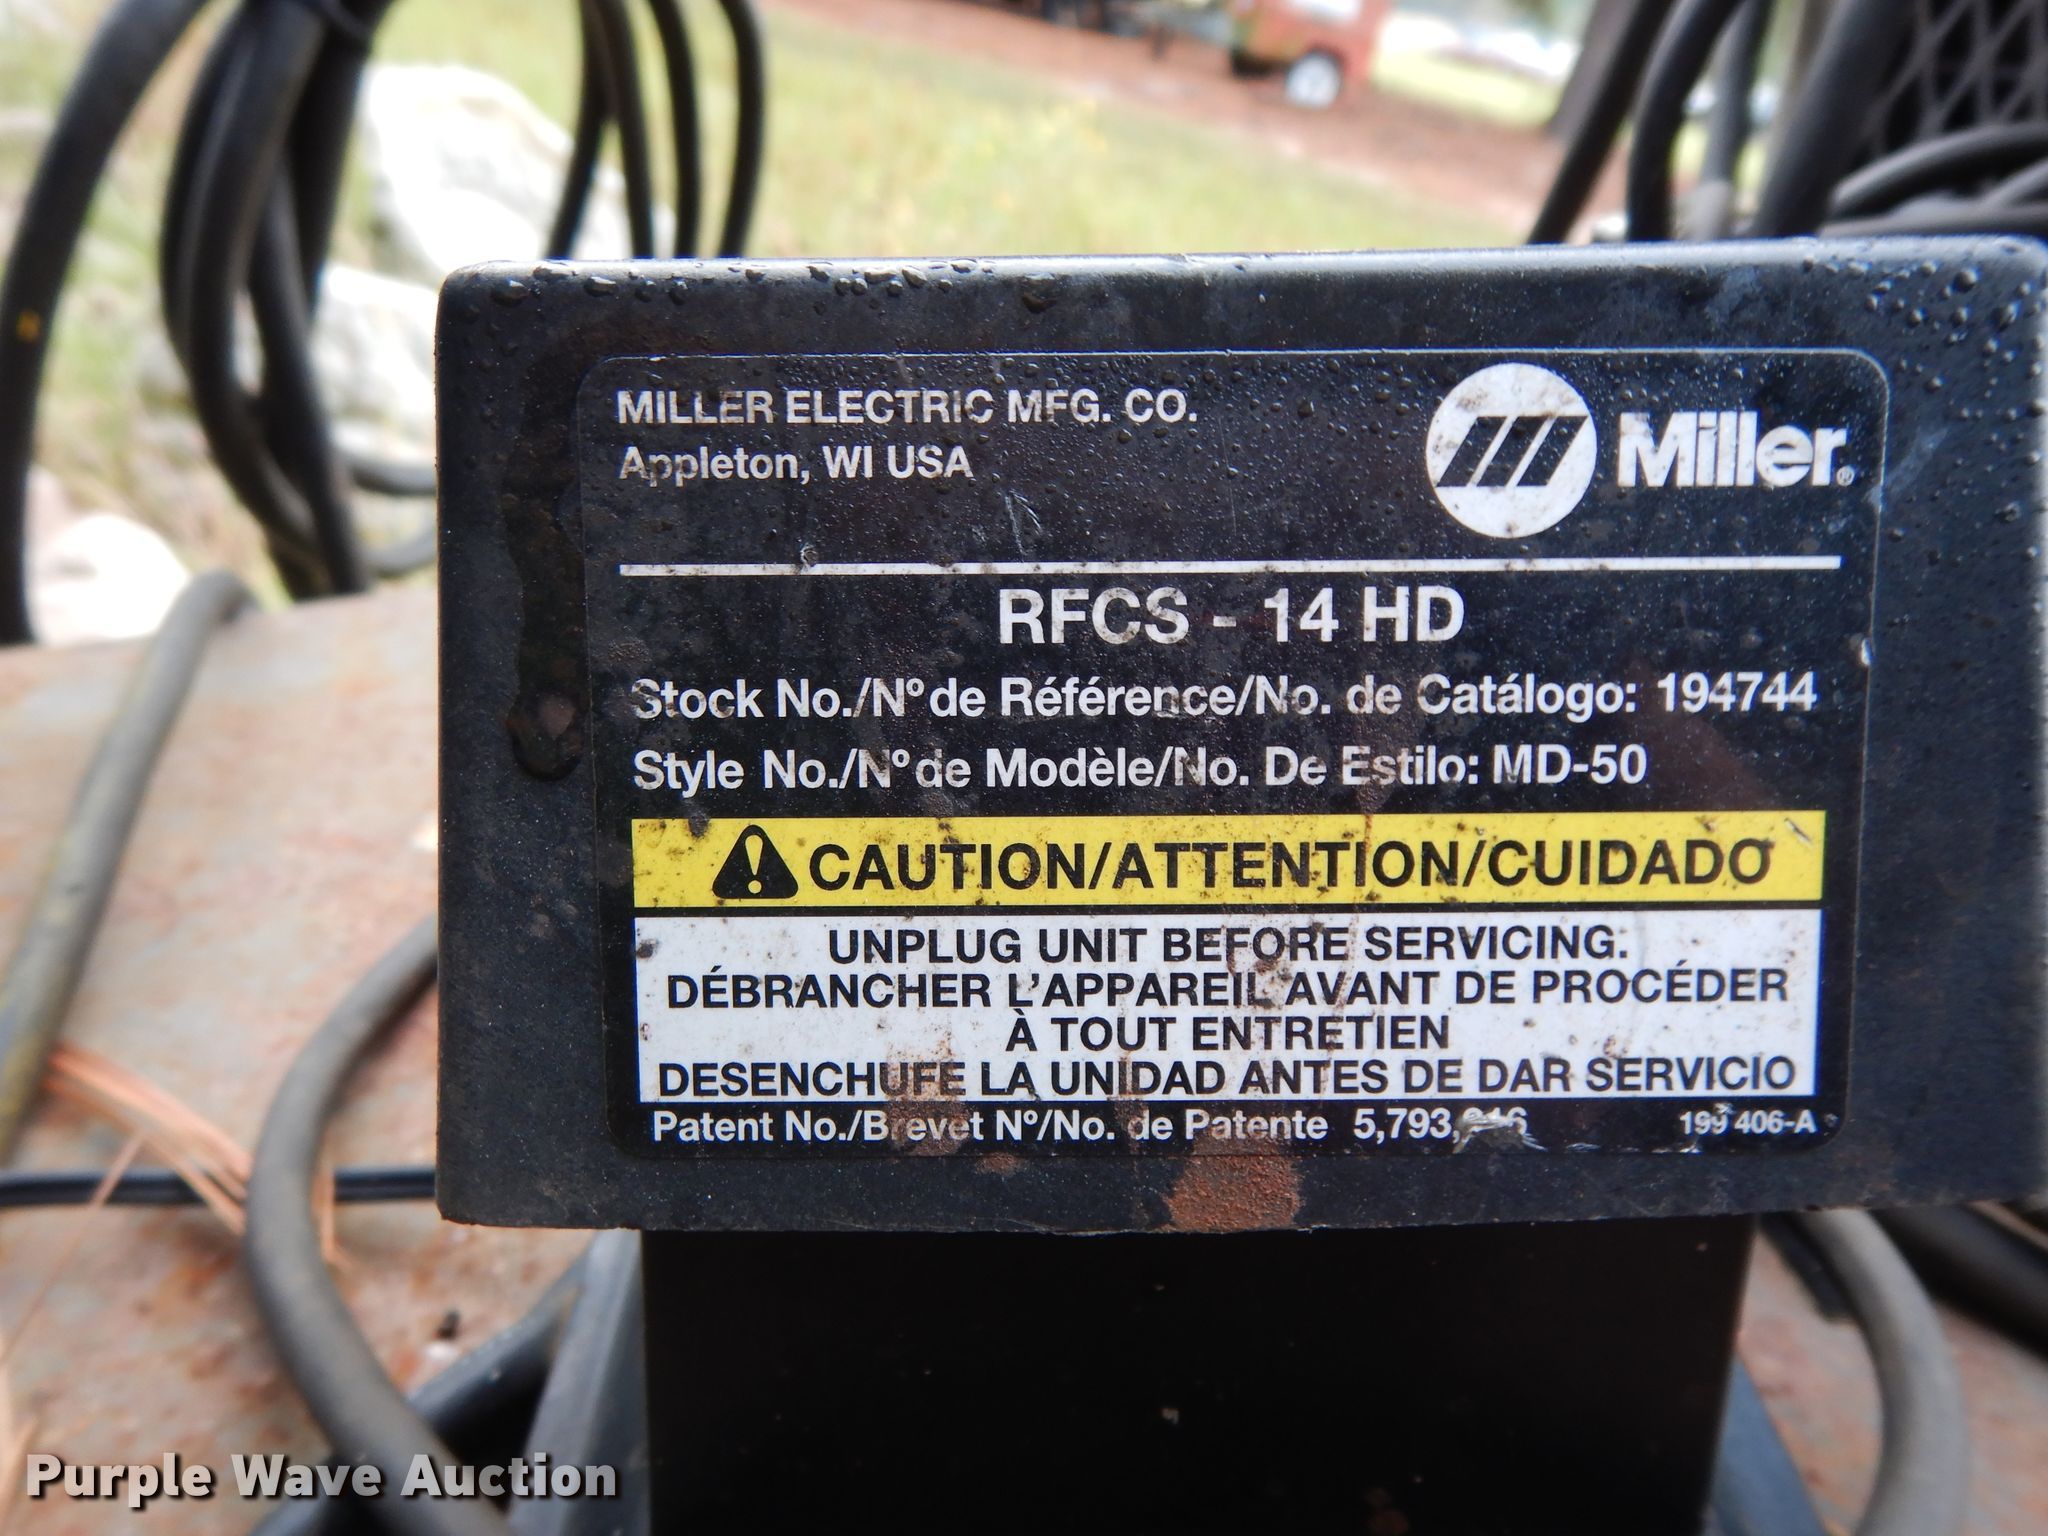 MILLER ELECTRIC MFG. CO.
Appleton, WI USA
Miller®
RFCS - 14 HD
Stock No./N° de Référence/No. de Catálogo: 194744
Style No./N° de Modèle/No. De Estilo: MD-50
CAUTION/ATTENTION/CUIDADO
UNPLUG UNIT BEFORE SERVICING.
DÉBRANCHER L'APPAREIL AVANT DE PROCÉDER
À TOUT ENTRETIEN
DESENCHUFE LA UNIDAD ANTES DE DAR SERVICIO
Patent No./Brevet N°/No. de Patente
199 406-A
Purple Wave Auction